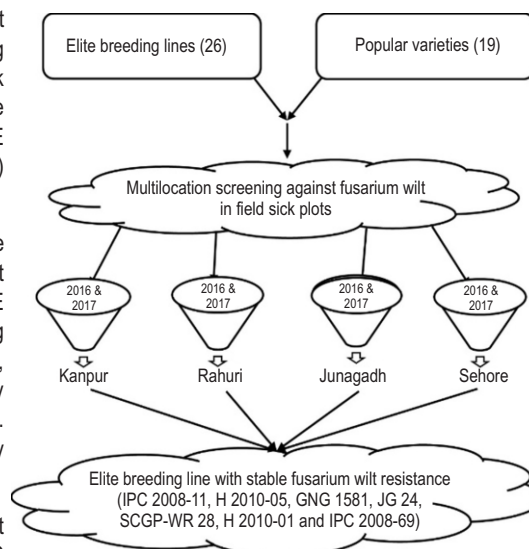 Elite breeding lines (26)
Popular varieties (19)
Multilocation screening against fusarium wilt
in field sick plots
2016 &
2017
2016 &
2017
2016 &
2017
2016 &
2017
Kanpur
Rahuri
Junagadh
Sehore
Elite breeding line with stable fusarium wilt resistance
(IPC 2008-11, H 2010-05, GNG 1581, JG 24,
SCGP-WR 28, H 2010-01 and IPC 2008-69)